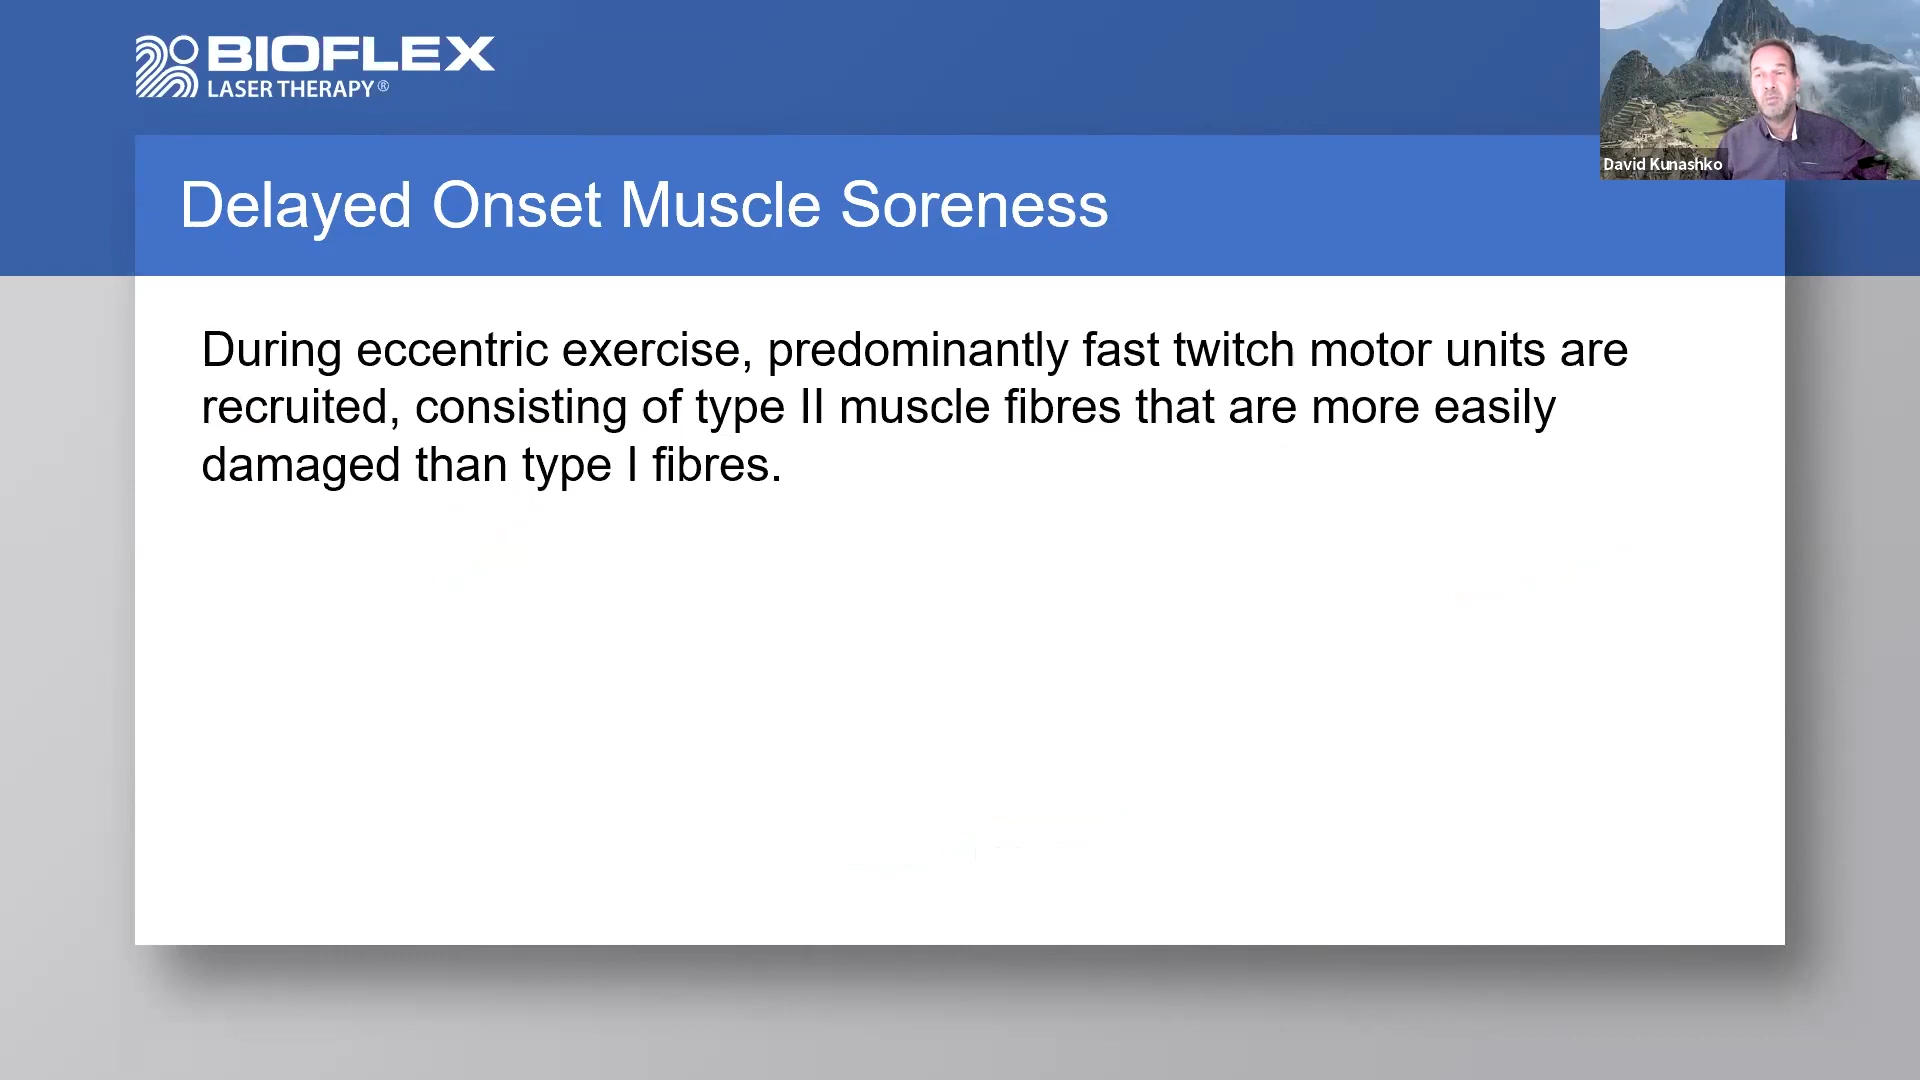 BIOFLEX
LASER THERAPY®
David Kunashko
Delayed Onset Muscle Soreness
During eccentric exercise, predominantly fast twitch motor units are
recruited, consisting of type II muscle fibres that are more easily
damaged than type I fibres.